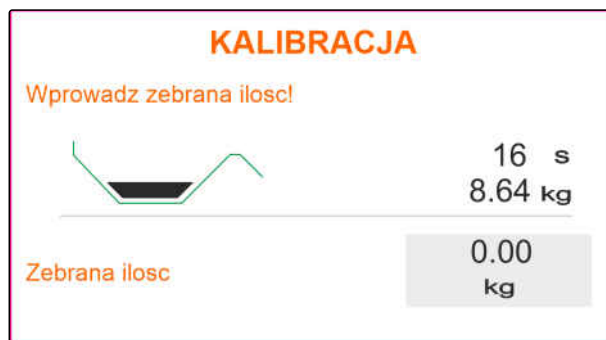 KALIBRACJA
Wprowadz zebrana ilosc!
16 s
8.64 kg
Zebrana ilosc
0.00
kg